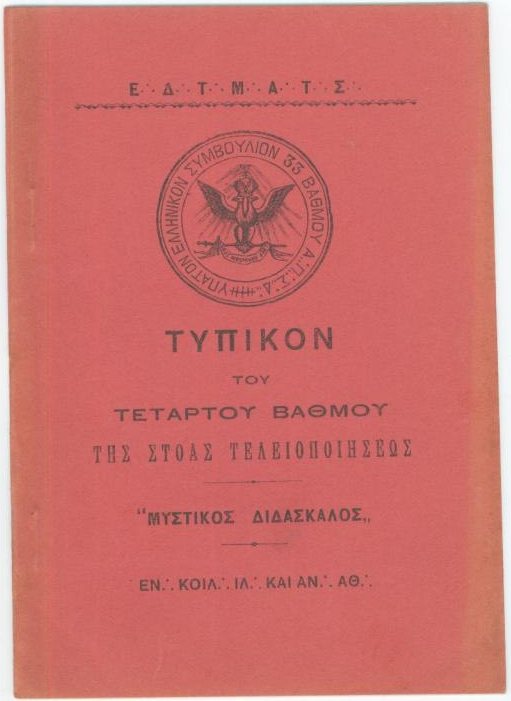 Ε∴ Δ∴ Τ∴ Μ∴ Α∴ Τ∴ Σ∴
ΥΠΑΤΟΝ ΕΛΛΗΝΙΚΟΝ ΣΥΜΒΟΥΛΙΟΝ 33 ΒΑΘΜΟΥ Α∴Π∴Σ∴Δ∴
ΤΥΠΙΚΟΝ
ΤΟΥ
ΤΕΤΑΡΤΟΥ ΒΑΘΜΟΥ
ΤΗΣ ΣΤΟΑΣ ΤΕΛΕΙΟΠΟΙΗΣΕΩΣ
“ΜΥΣΤΙΚΟΣ ΔΙΔΑΣΚΑΛΟΣ„
ΕΝ∴ ΚΟΙΛ∴ ΙΛ∴ ΚΑΙ ΑΝ∴ ΑΘ∴